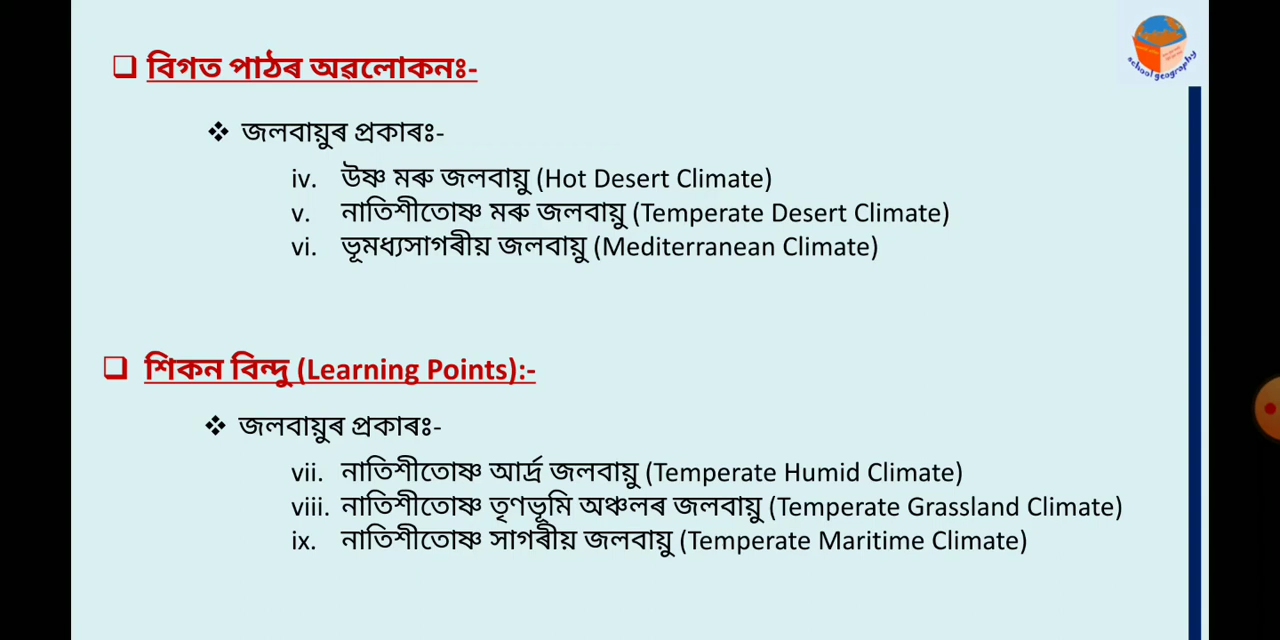 বিগত পাঠৰ অৱলোকনঃ-
school geography
জলবায়ুৰ প্ৰকাৰঃ-
iv. উষ্ণ মৰু জলবায়ু (Hot Desert Climate)
v. নাতিশীতোষ্ণ মৰু জলবায়ু (Temperate Desert Climate)
vi. ভূমধ্যসাগৰীয় জলবায়ু (Mediterranean Climate)
শিকন বিন্দু (Learning Points):-
জলবায়ুৰ প্ৰকাৰঃ-
vii. নাতিশীতোষ্ণ আৰ্দ্ৰ জলবায়ু (Temperate Humid Climate)
viii. নাতিশীতোষ্ণ তৃণভূমি অঞ্চলৰ জলবায়ু (Temperate Grassland Climate)
ix. নাতিশীতোষ্ণ সাগৰীয় জলবায়ু (Temperate Maritime Climate)